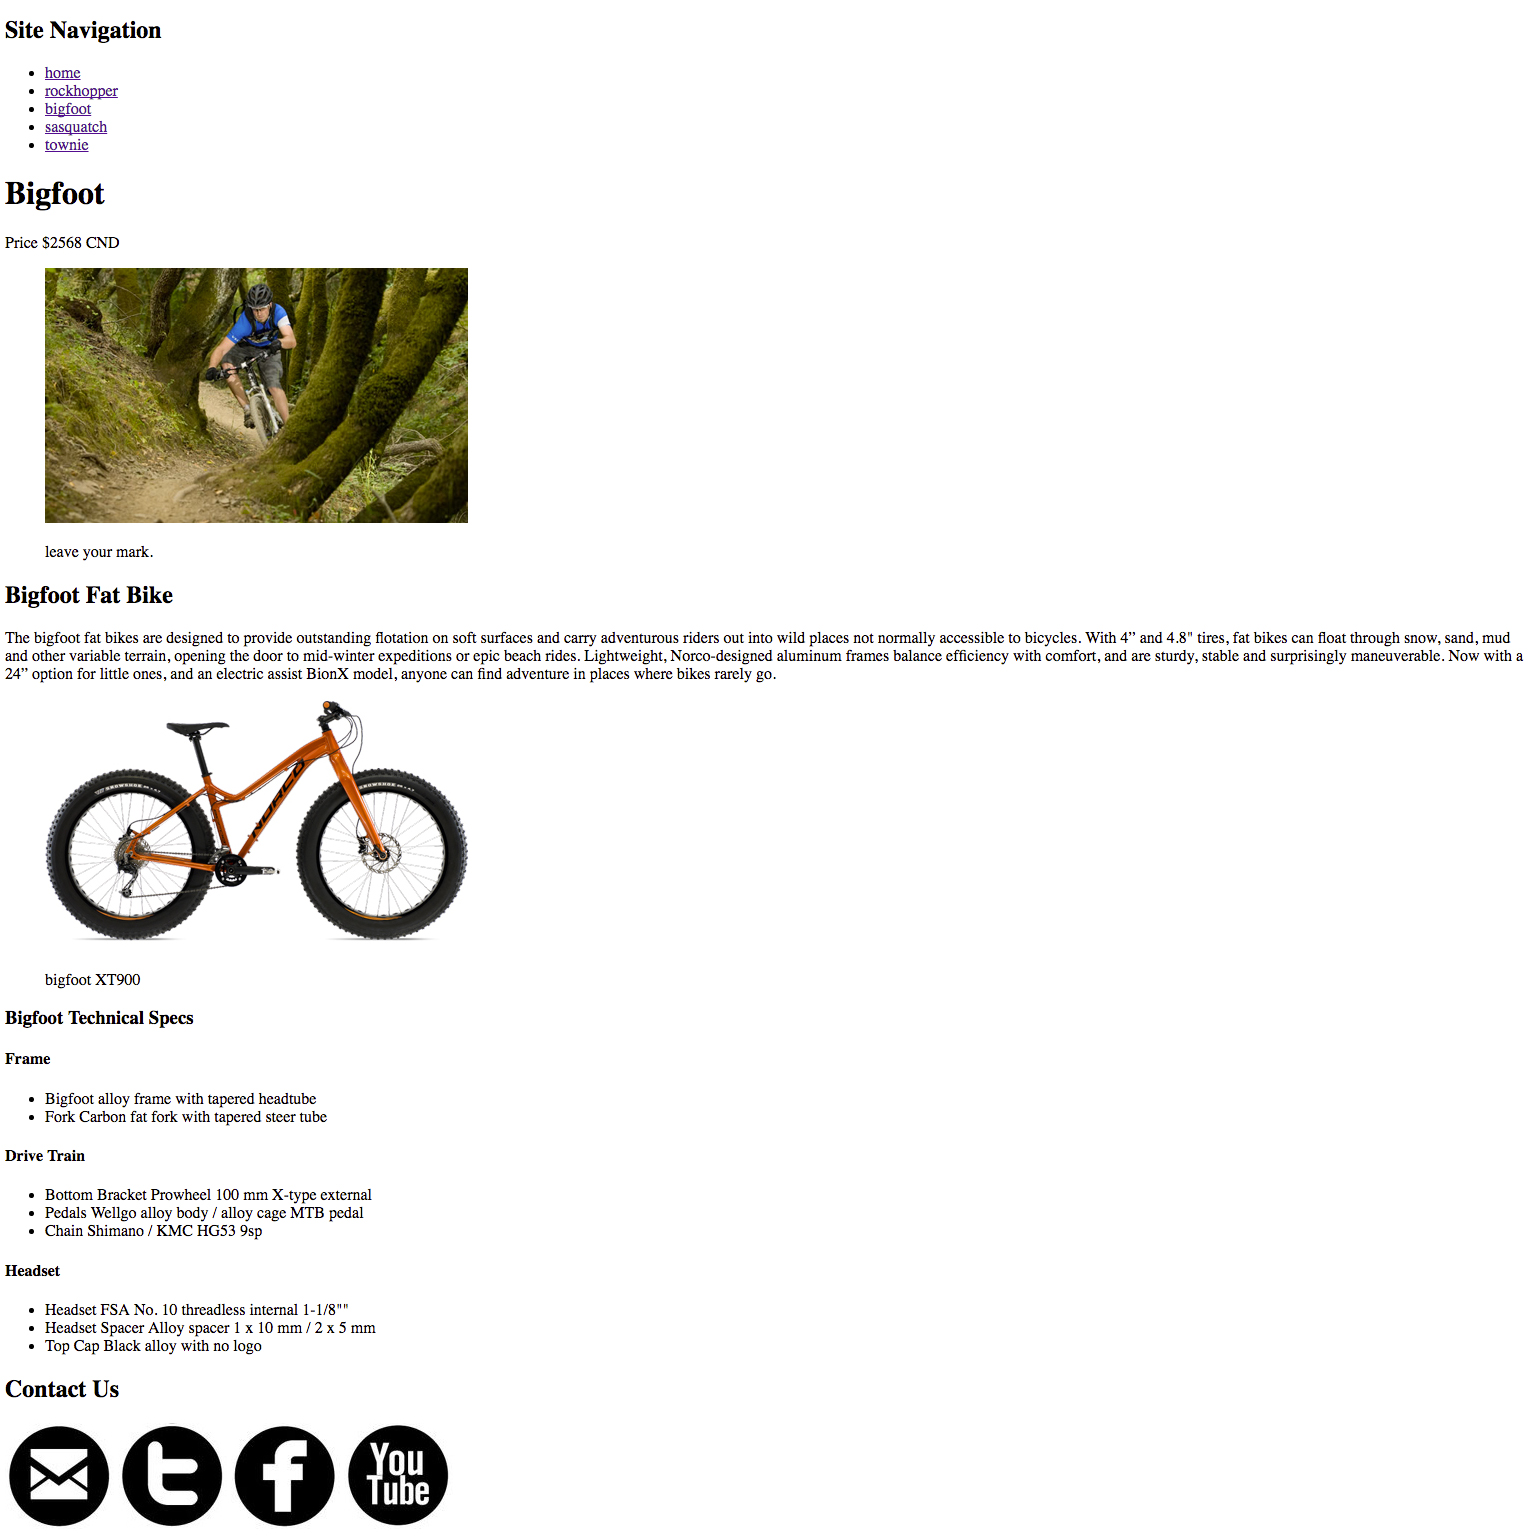 Site Navigation
home
rockhopper
bigfoot
sasquatch
townie
Bigfoot
Price $2568 CND
leave your mark.
Bigfoot Fat Bike
The bigfoot fat bikes are designed to provide outstanding flotation on soft surfaces and carry adventurous riders out into wild places not normally accessible to bicycles. With 4” and 4.8" tires, fat bikes can float through snow, sand, mud
and other variable terrain, opening the door to mid-winter expeditions or epic beach rides. Lightweight, Norco-designed aluminum frames balance efficiency with comfort, and are sturdy, stable and surprisingly maneuverable. Now with a
24” option for little ones, and an electric assist BionX model, anyone can find adventure in places where bikes rarely go.
NORCO
bigfoot XT900
Bigfoot Technical Specs
Frame
Bigfoot alloy frame with tapered headtube
Fork Carbon fat fork with tapered steer tube
Drive Train
Bottom Bracket Prowheel 100 mm X-type external
Pedals Wellgo alloy body / alloy cage MTB pedal
Chain Shimano / KMC HG53 9sp
Headset
Headset FSA No. 10 threadless internal 1-1/8""
Headset Spacer Alloy spacer 1 x 10 mm / 2 x 5 mm
Top Cap Black alloy with no logo
Contact Us
You
Tube